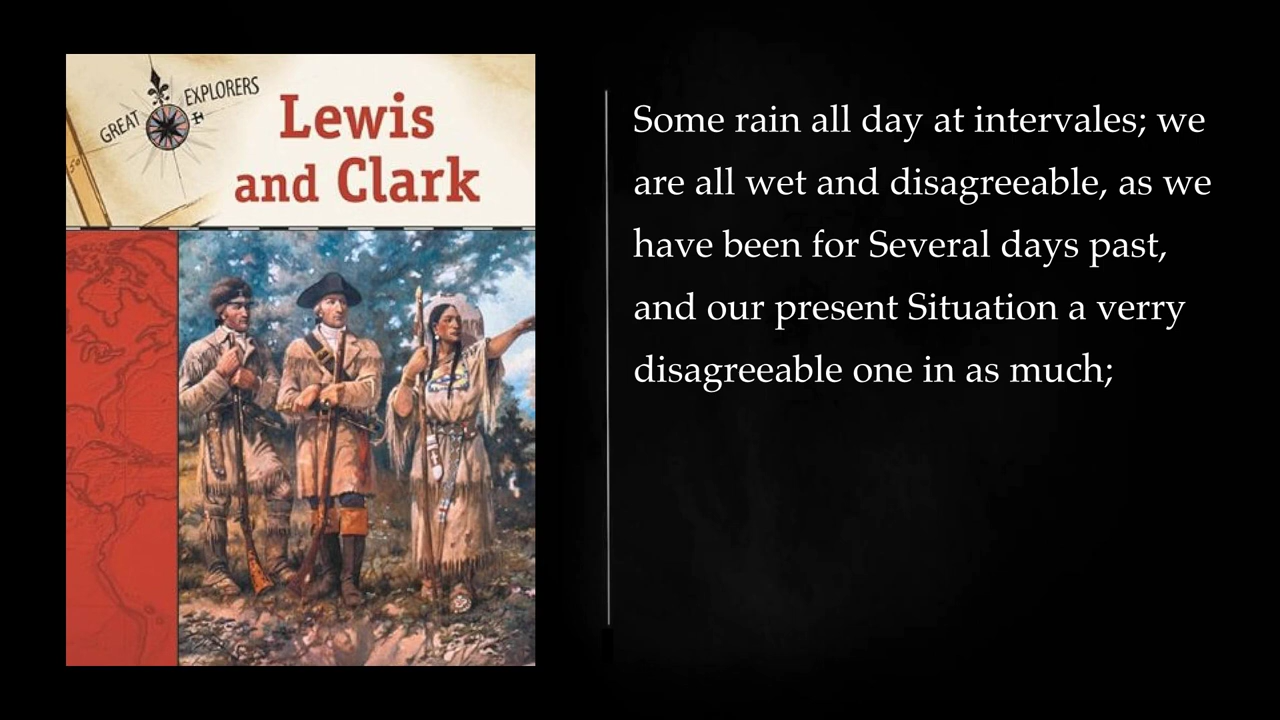 GREAT EXPLORERS
Lewis
and Clark
50
Some rain all day at intervales; we
are all wet and disagreeable, as we
have been for Several days past,
and our present Situation a verry
disagreeable one in as much;